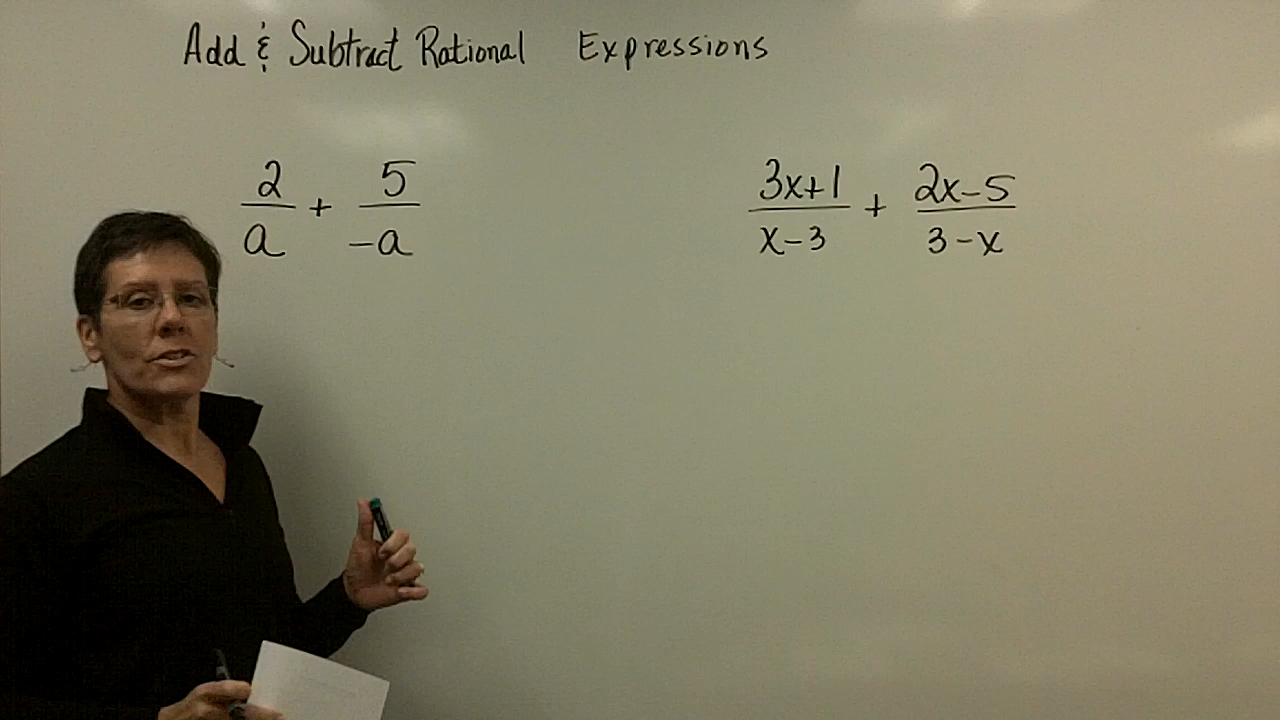 Add & Subtract Rational Expressions
2/a + 5/-a
3x+1/x-3 + 2x-5/3-x